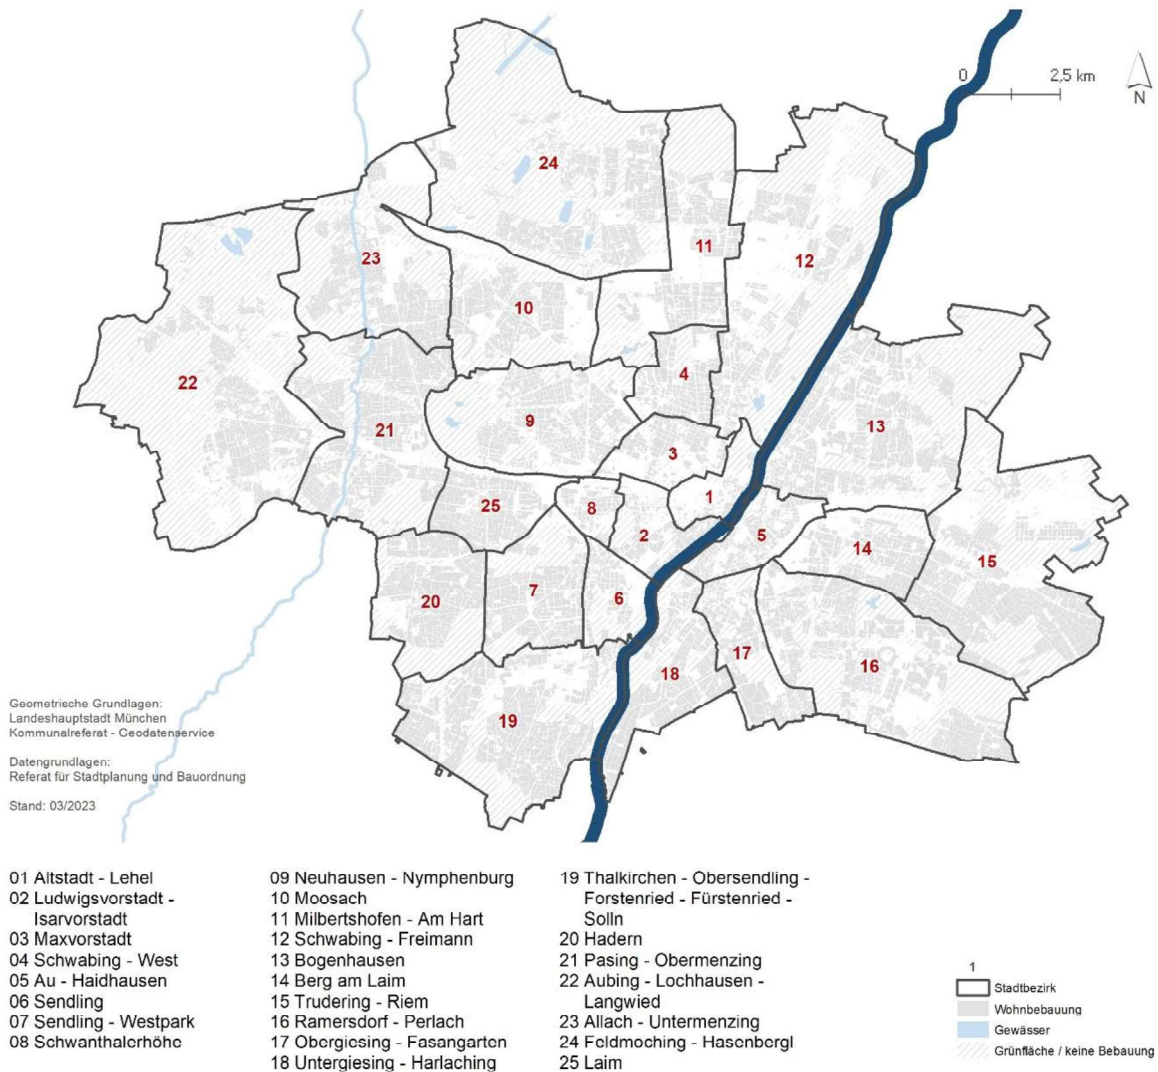 0 2,5 km
N
24
11
12
23
10
4
22
9
13
21
3
1
25
8
2
5
14
15
20
7
6
17
16
18
19
Geometrische Grundlagen:
Landeshauptstadt München
Kommunalreferat - Geodatenservice
Datengrundlagen:
Referat für Stadtplanung und Bauordnung
Stand: 03/2023
01 Altstadt - Lehel
02 Ludwigsvorstadt -
Isarvorstadt
03 Maxvorstadt
04 Schwabing - West
05 Au - Haidhausen
06 Sendling
07 Sendling - Westpark
08 Schwanthalerhöhe
09 Neuhausen - Nymphenburg
10 Moosach
11 Milbertshofen - Am Hart
12 Schwabing - Freimann
13 Bogenhausen
14 Berg am Laim
15 Trudering - Riem
16 Ramersdorf - Perlach
17 Obergiesing - Fasangarten
18 Untergiesing - Harlaching
19 Thalkirchen - Obersendling -
Forstenried - Fürstenried -
Solln
20 Hadern
21 Pasing - Obermenzing
22 Aubing - Lochhausen -
Langwied
23 Allach - Untermenzing
24 Feldmoching - Hasenbergl
25 Laim
1
Stadtbezirk
Wohnbebauung
Gewässer
Grünfläche / keine Bebauung